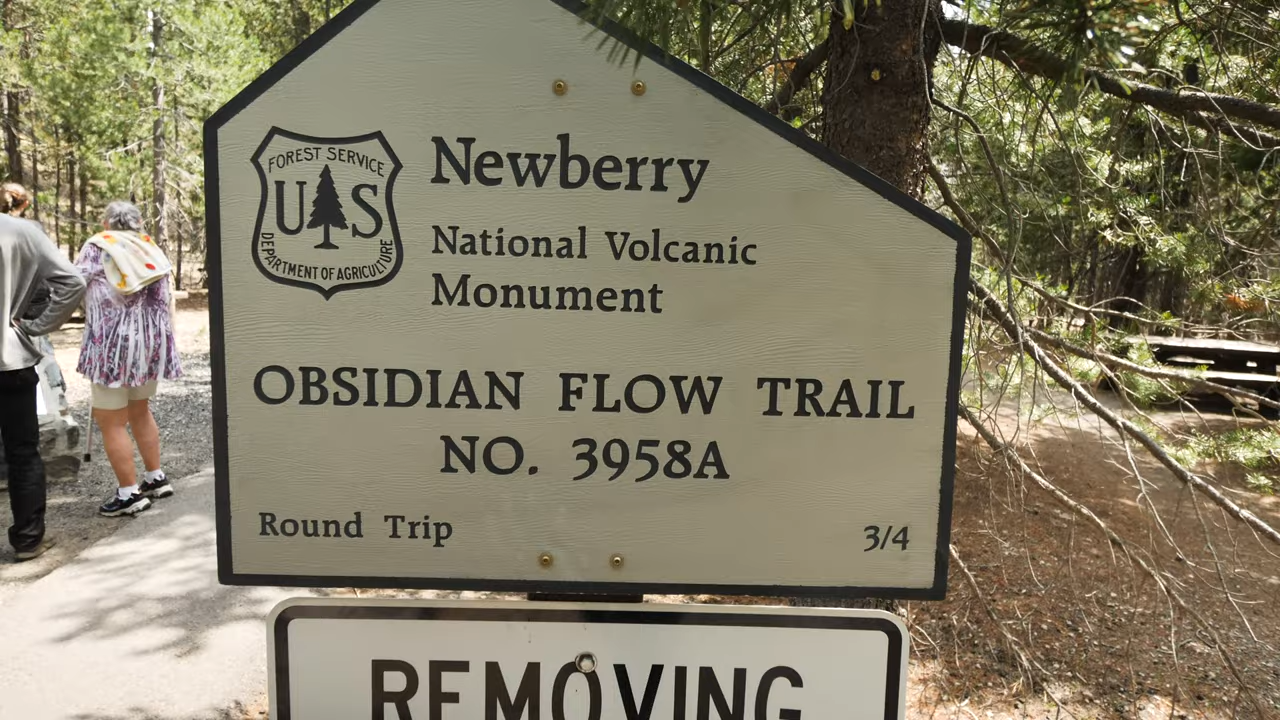 FOREST SERVICE
U S
DEPARTMENT OF AGRICULTURE
Newberry
National Volcanic
Monument
OBSIDIAN FLOW TRAIL
NO. 3958A
Round Trip 3/4
REMOVING